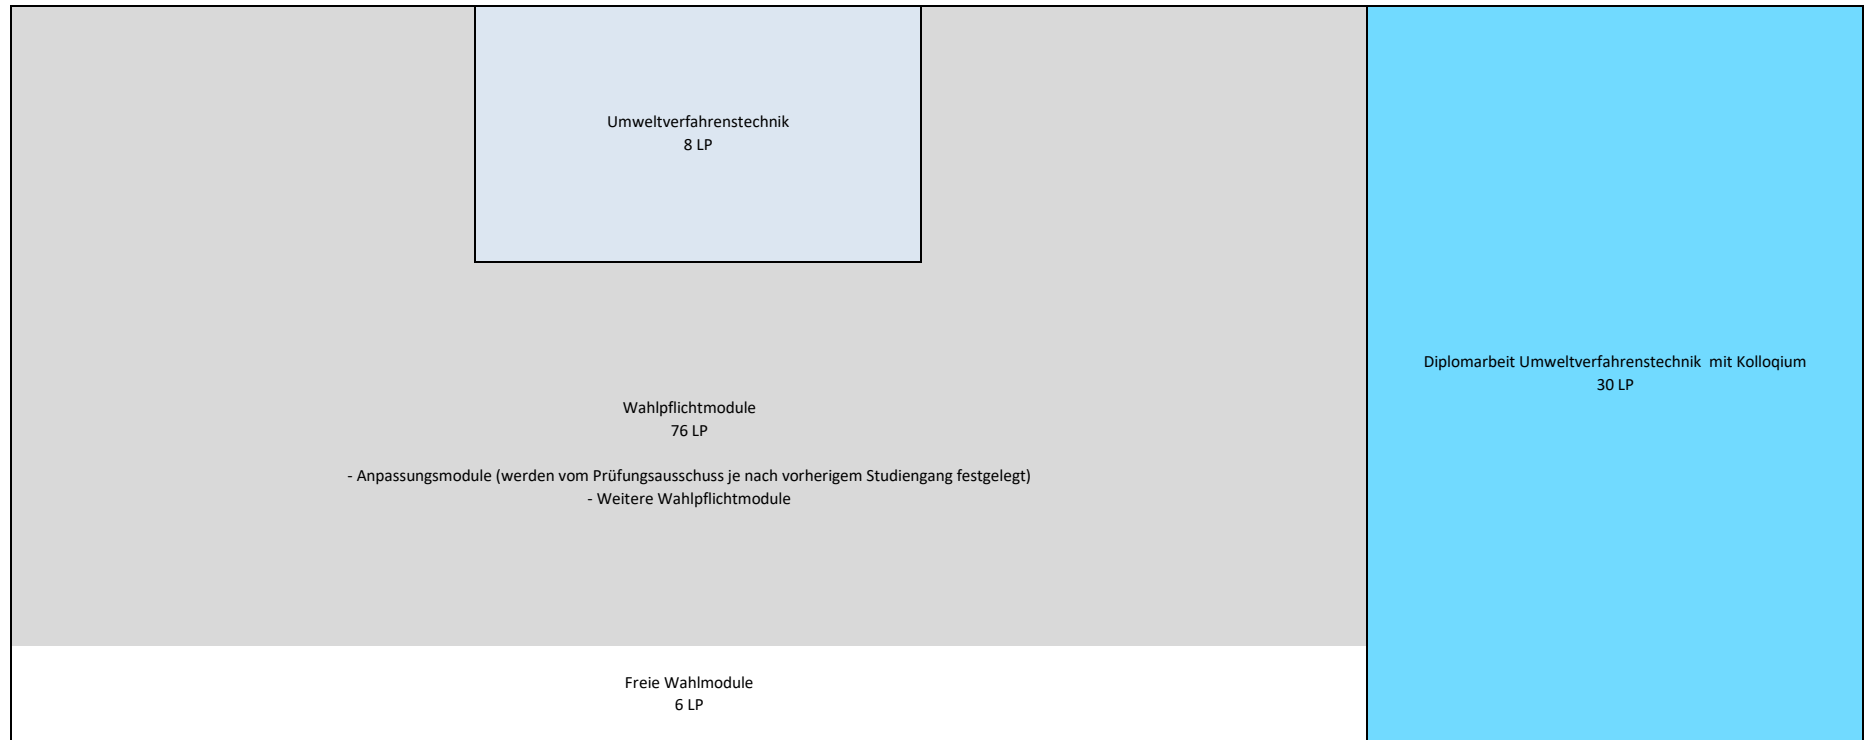 Umweltverfahrenstechnik
8 LP
Diplomarbeit Umweltverfahrenstechnik  mit Kolloqium
30 LP
Wahlpflichtmodule
76 LP
- Anpassungsmodule (werden vom Prüfungsausschuss je nach vorherigem Studiengang festgelegt)
- Weitere Wahlpflichtmodule
Freie Wahlmodule
6 LP